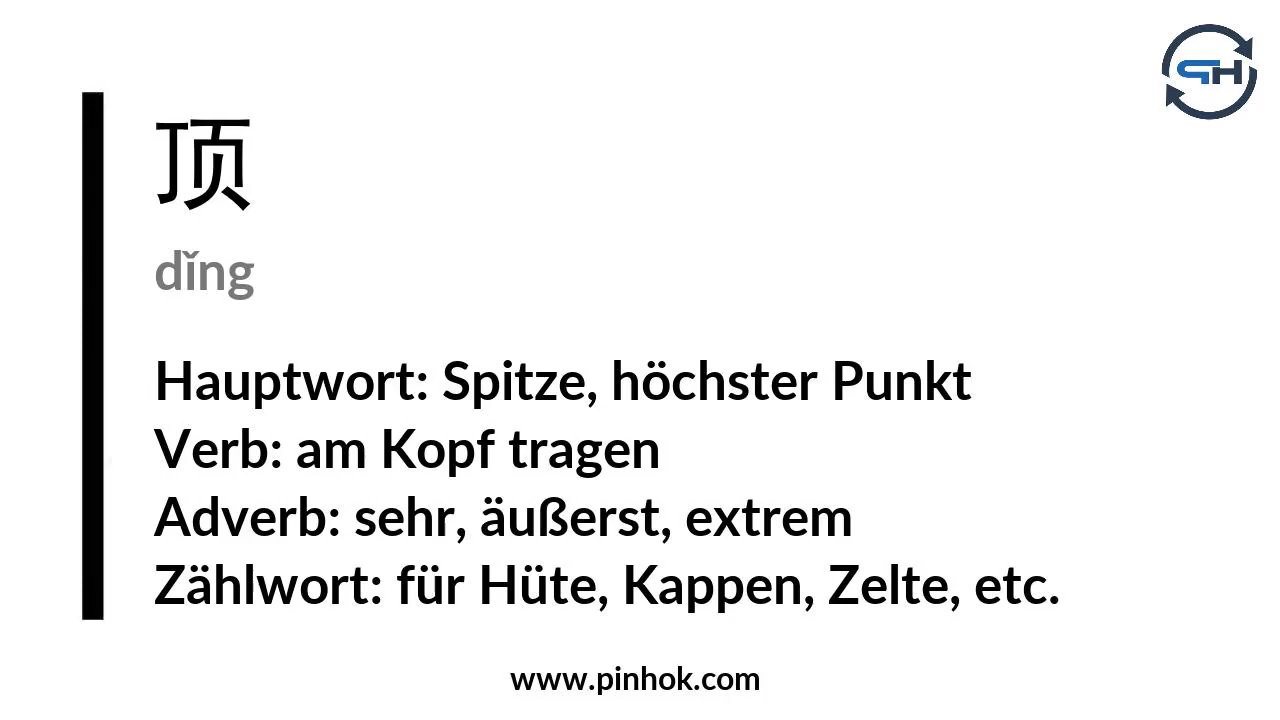 PH
顶
dǐng
Hauptwort: Spitze, höchster Punkt
Verb: am Kopf tragen
Adverb: sehr, äußerst, extrem
Zählwort: für Hüte, Kappen, Zelte, etc.
www.pinhok.com